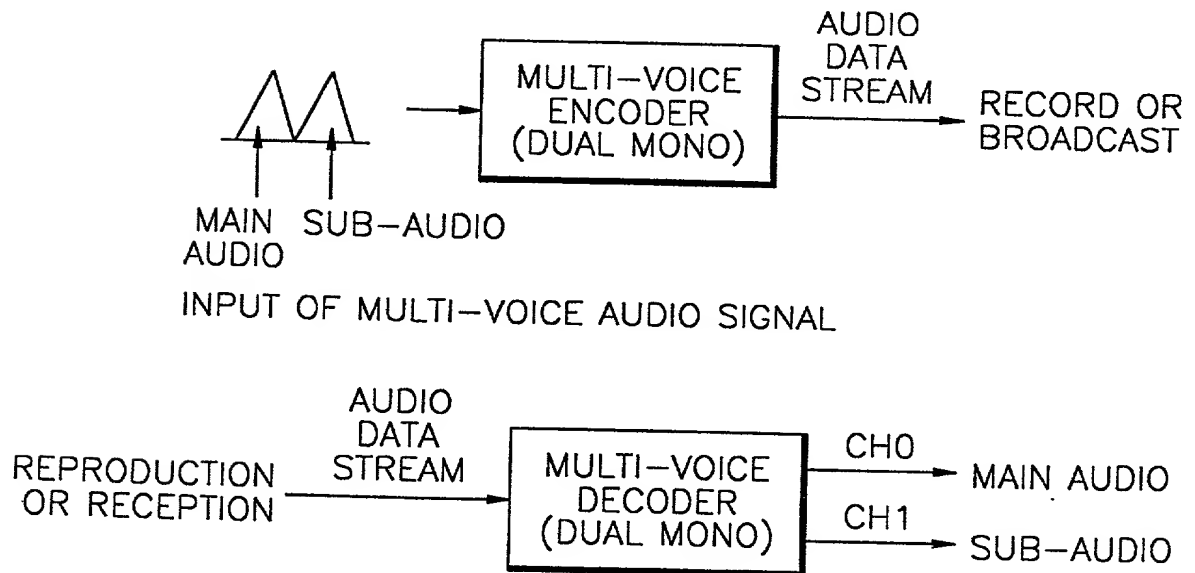 AUDIO
DATA
STREAM
MULTI-VOICE
ENCODER
(DUAL MONO)
RECORD OR
BROADCAST
MAIN
AUDIO
SUB-AUDIO
INPUT OF MULTI-VOICE AUDIO SIGNAL
AUDIO
DATA
STREAM
REPRODUCTION
OR RECEPTION
MULTI-VOICE
DECODER
(DUAL MONO)
CH0
MAIN AUDIO
CH1
SUB-AUDIO